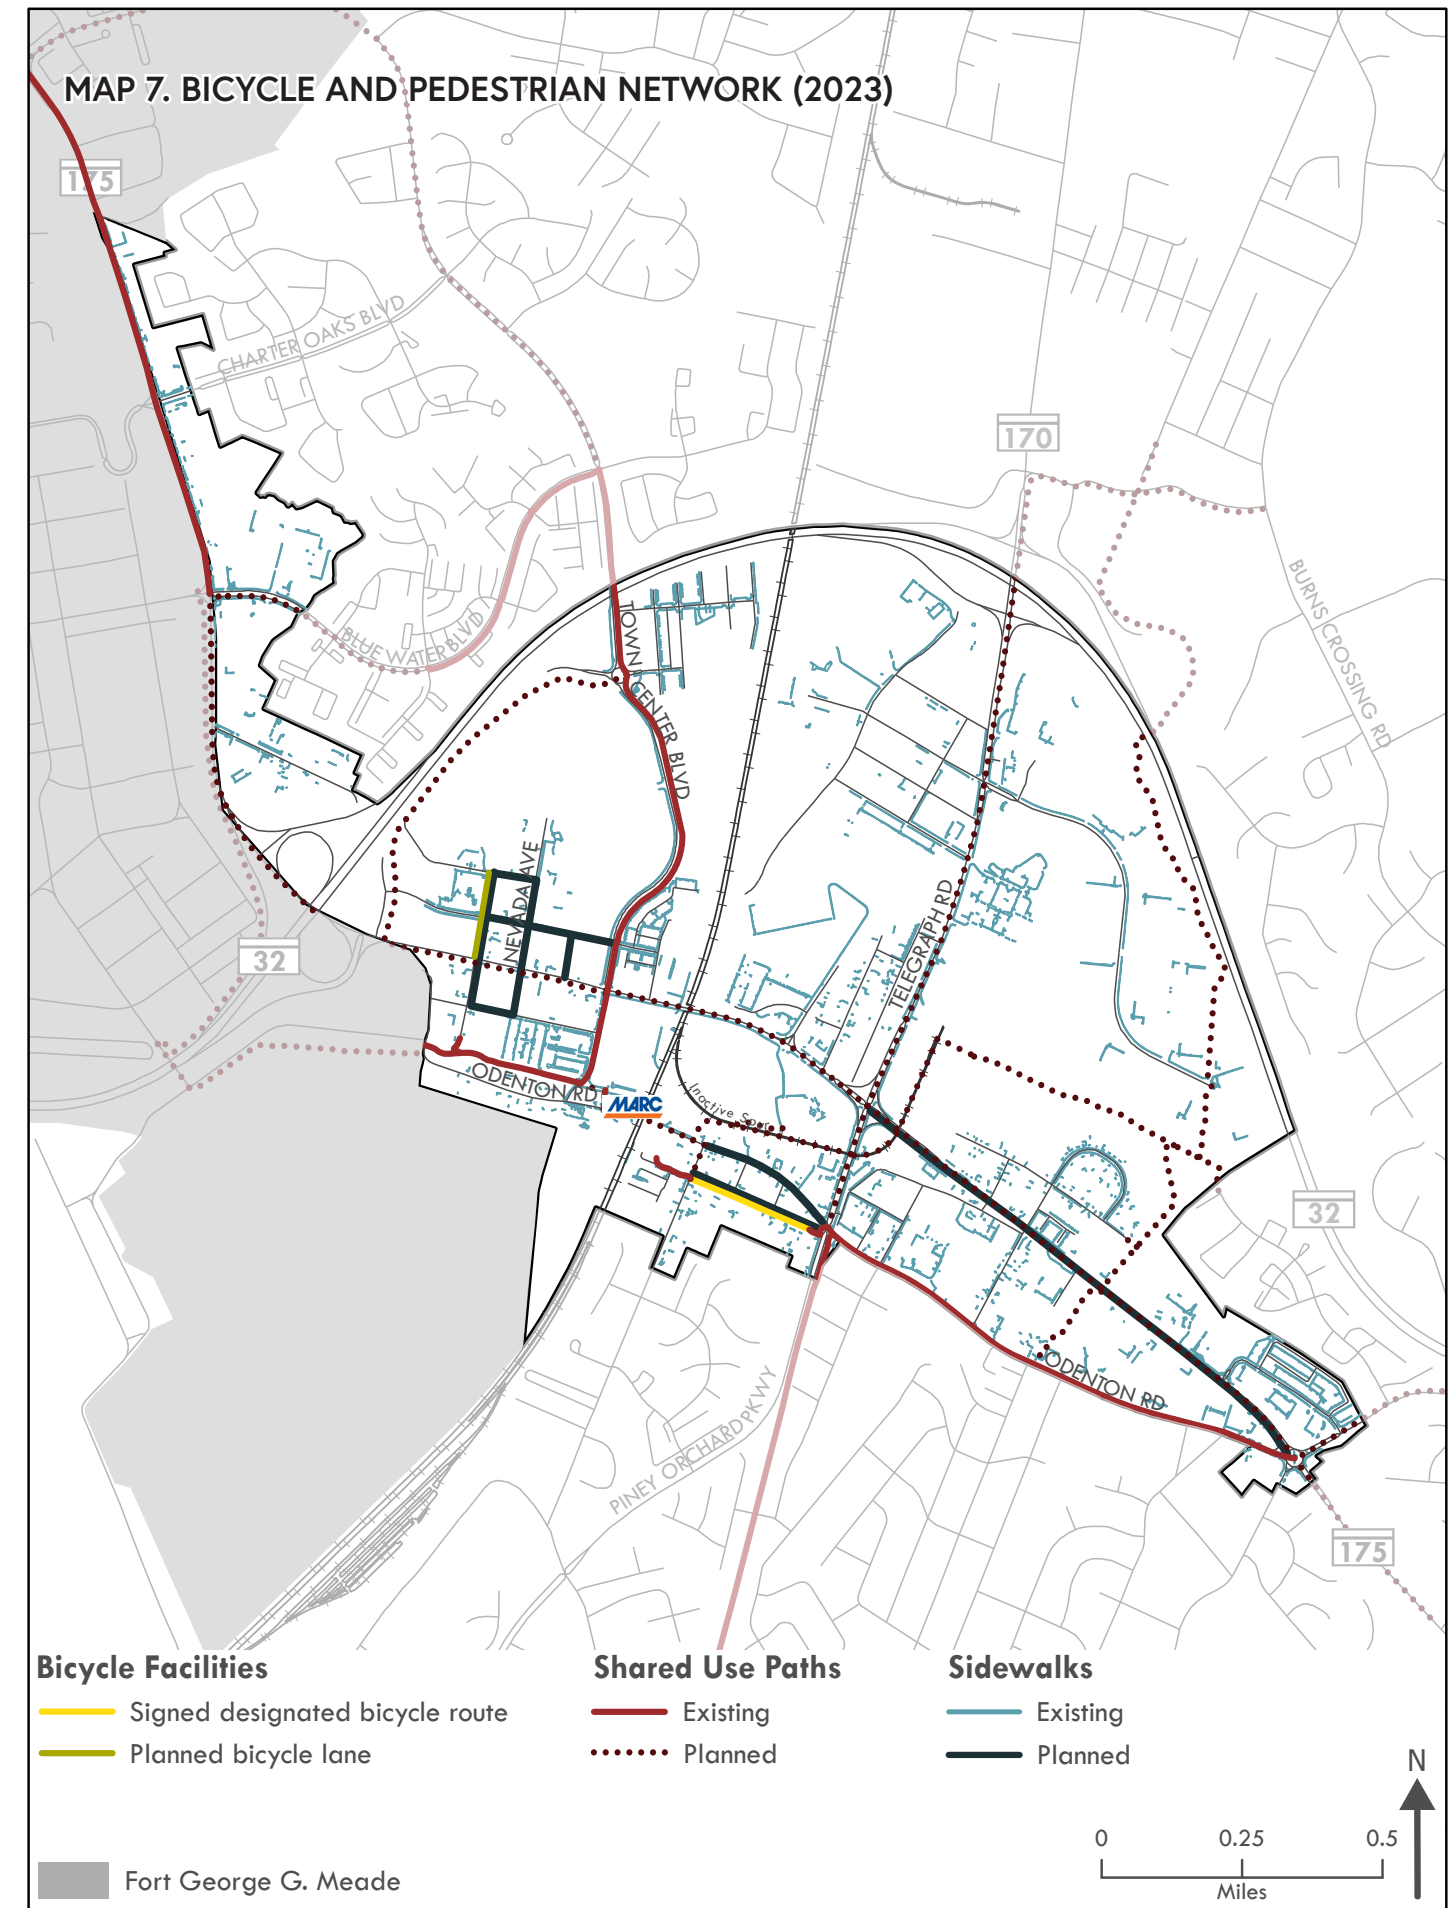 MAP 7. BICYCLE AND PEDESTRIAN NETWORK (2023)
175
CHARTER OAKS BLVD
170
BURNS CROSSING RD
BLUE WATER BLVD
TOWN CENTER BLVD
NEVADA AVE
TELEGRAPH RD
32
ODENTON RD
MARC
Inactive Spur
32
ODENTON RD
PINEY ORCHARD PKWY
175
Bicycle Facilities
Signed designated bicycle route
Planned bicycle lane
Shared Use Paths
Existing
Planned
Sidewalks
Existing
Planned
N
0 0.25 0.5
Miles
Fort George G. Meade